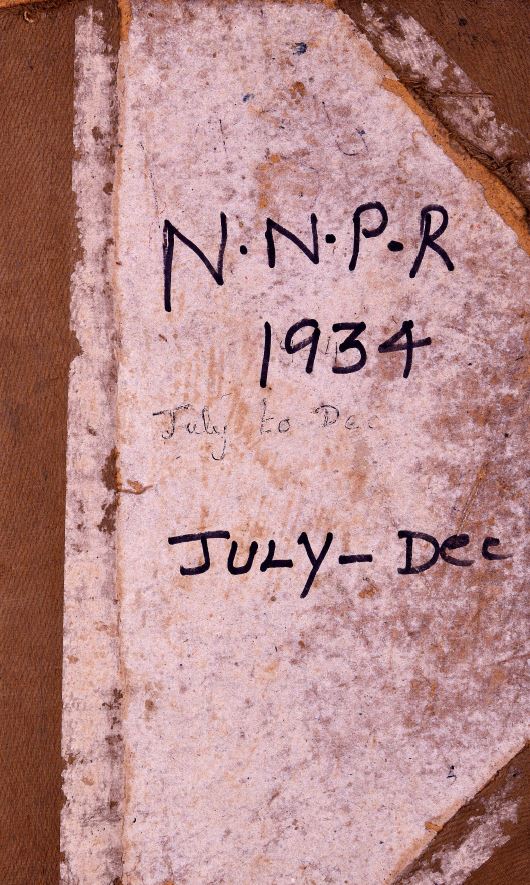 N.N.P.R
1934
July to Dec
JULY - Dec